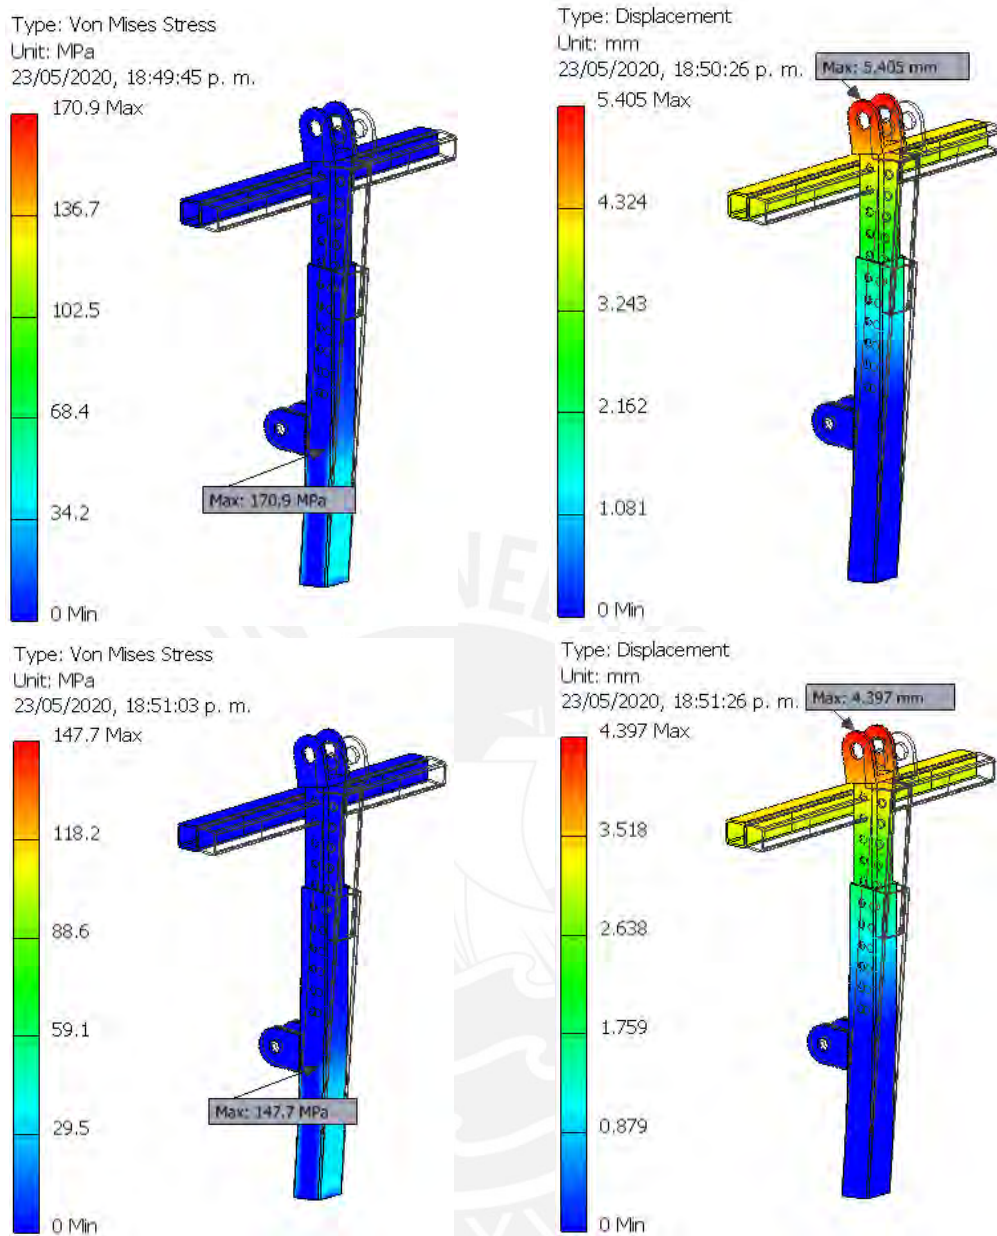 Type: Von Mises Stress
Unit: MPa
23/05/2020, 18:49:45 p. m.
170.9 Max
136.7
102.5
68.4
34.2
0 Min
Max: 170.9 MPa
Type: Displacement
Unit: mm
23/05/2020, 18:50:26 p. m.
Max: 5.405 mm
5.405 Max
4.324
3.243
2.162
1.081
0 Min
Type: Von Mises Stress
Unit: MPa
23/05/2020, 18:51:03 p. m.
147.7 Max
118.2
88.6
59.1
29.5
0 Min
Max: 147.7 MPa
Type: Displacement
Unit: mm
23/05/2020, 18:51:26 p. m.
Max: 4.397 mm
4.397 Max
3.518
2.638
1.759
0.879
0 Min